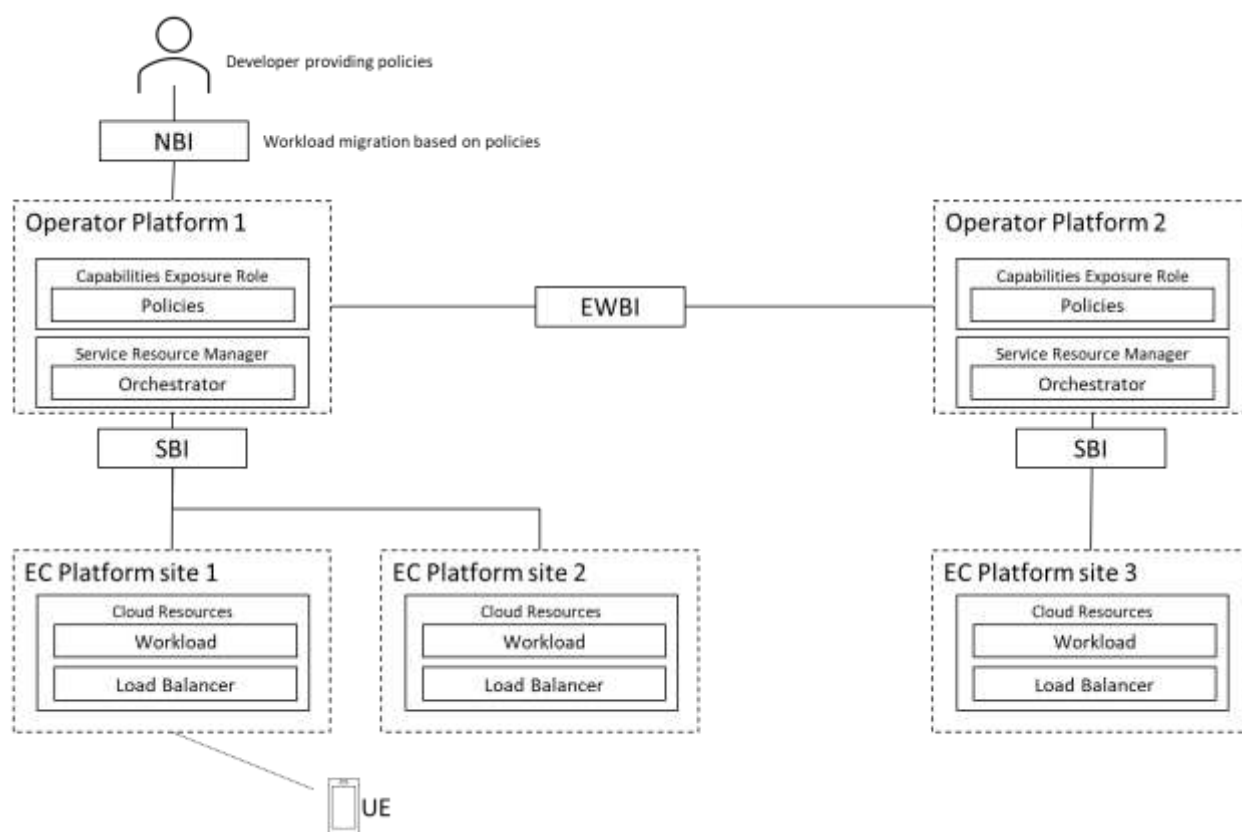 Developer providing policies
NBI
Workload migration based on policies
Operator Platform 1
Capabilities Exposure Role
Policies
Service Resource Manager
Orchestrator
EWBI
Operator Platform 2
Capabilities Exposure Role
Policies
Service Resource Manager
Orchestrator
SBI
SBI
EC Platform site 1
Cloud Resources
Workload
Load Balancer
EC Platform site 2
Cloud Resources
Workload
Load Balancer
EC Platform site 3
Cloud Resources
Workload
Load Balancer
UE